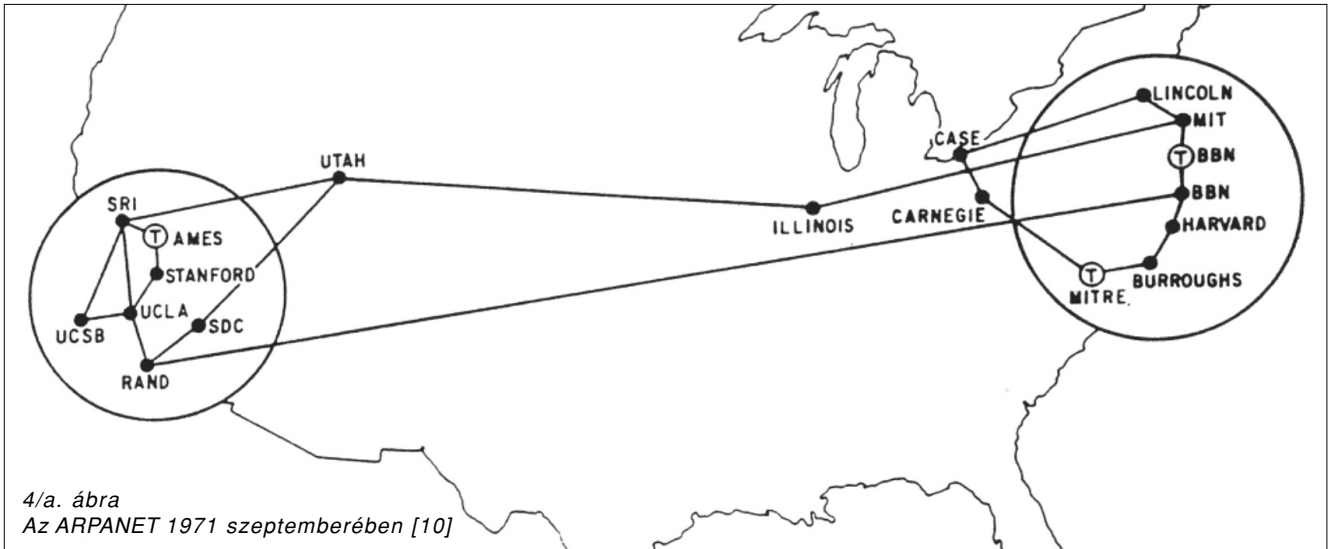 LINCOLN
MIT
CASE
T BBN
UTAH
BBN
SRI
CARNEGIE
ILLINOIS
HARVARD
T AMES
STANFORD
T
BURROUGHS
MITRE
UCLA
SDC
UCSB
RAND
4/a. ábra
Az ARPANET 1971 szeptemberében [10]